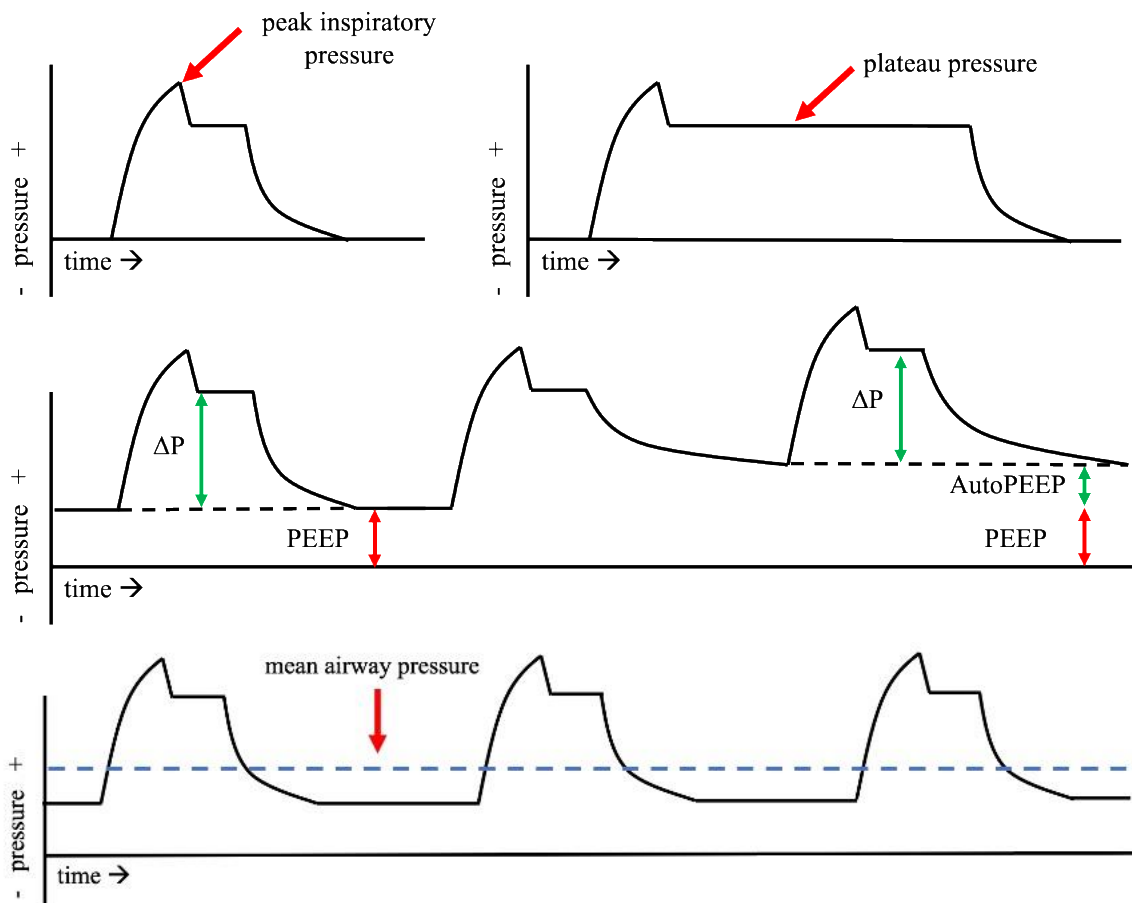 peak inspiratory
pressure
- pressure +
time →
plateau pressure
- pressure +
time →
ΔP
PEEP
ΔP
AutoPEEP
PEEP
- pressure +
time →
mean airway pressure
- pressure +
time →